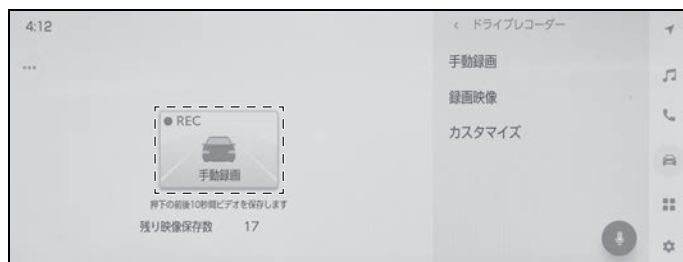 4:12
…
REC
手動録画
押下の前後10秒間ビデオを保存します
残り映像保存数 17
< ドライブレコーダー
手動録画
録画映像
カスタマイズ